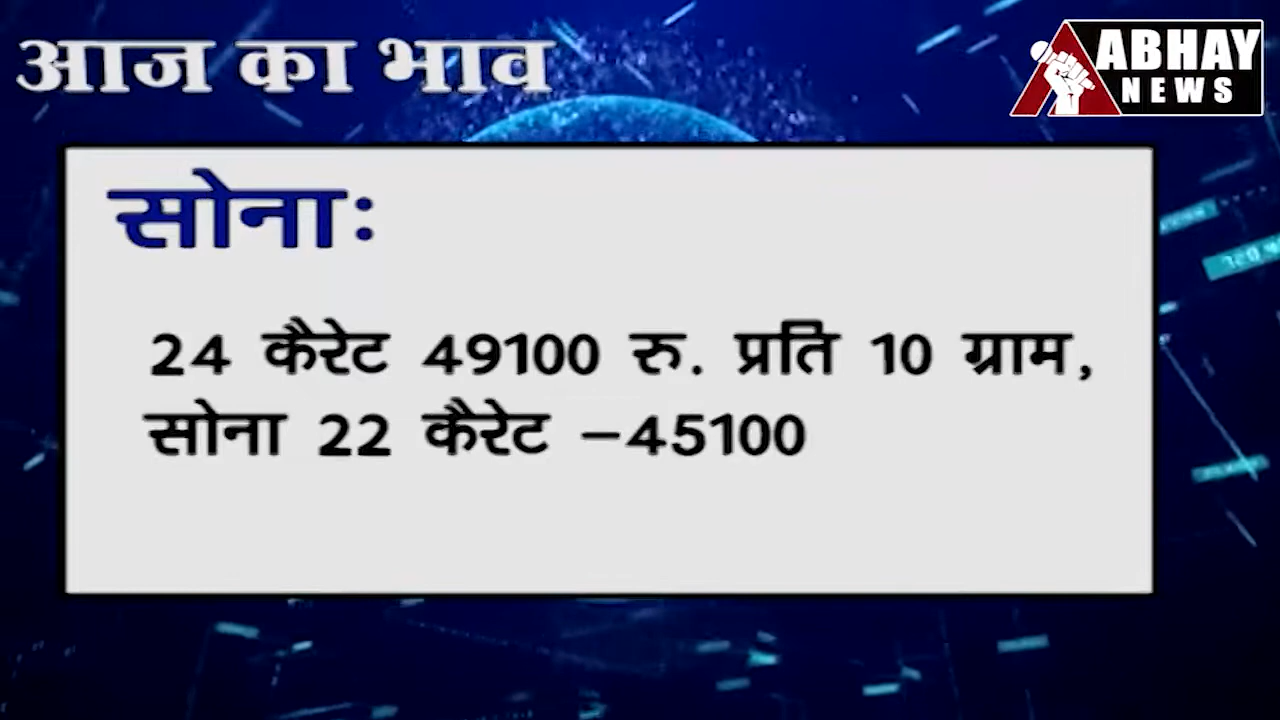 आज का भाव
ABHAY
NEWS
सोनाः
24 कैरेट 49100 रु. प्रति 10 ग्राम,
सोना 22 कैरेट –45100